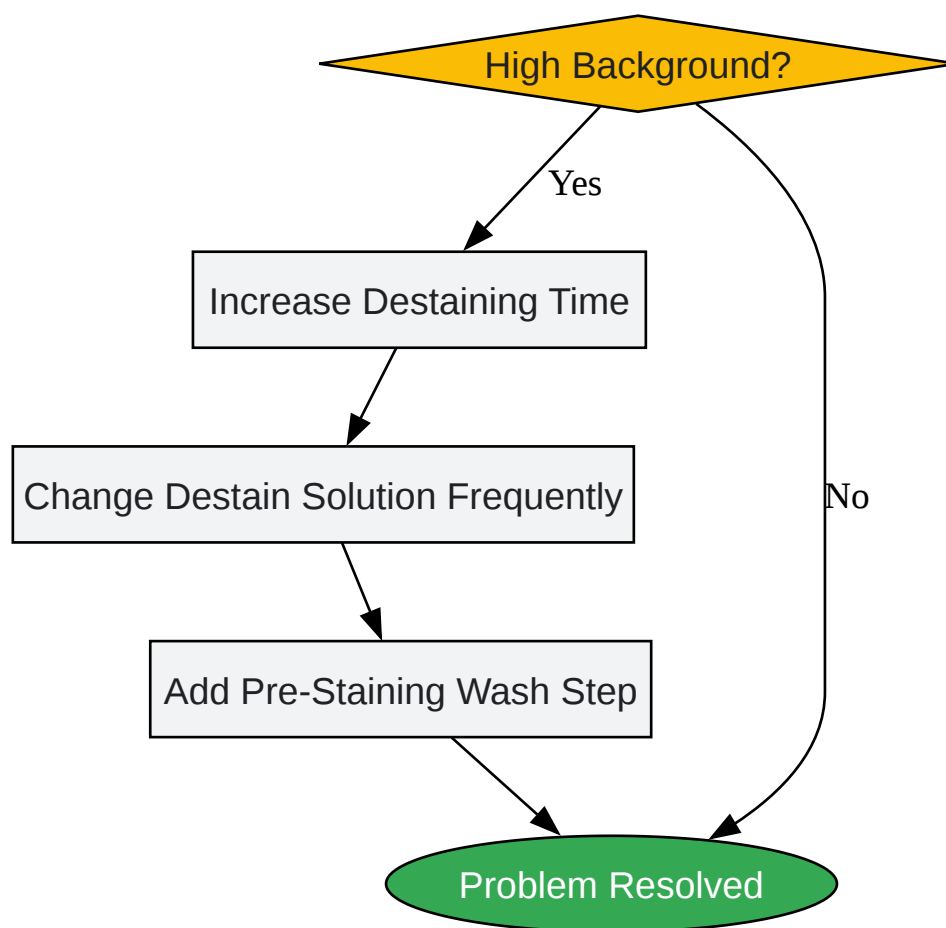 High Background?
Yes
Increase Destaining Time
Change Destain Solution Frequently
No
Add Pre-Staining Wash Step
Problem Resolved